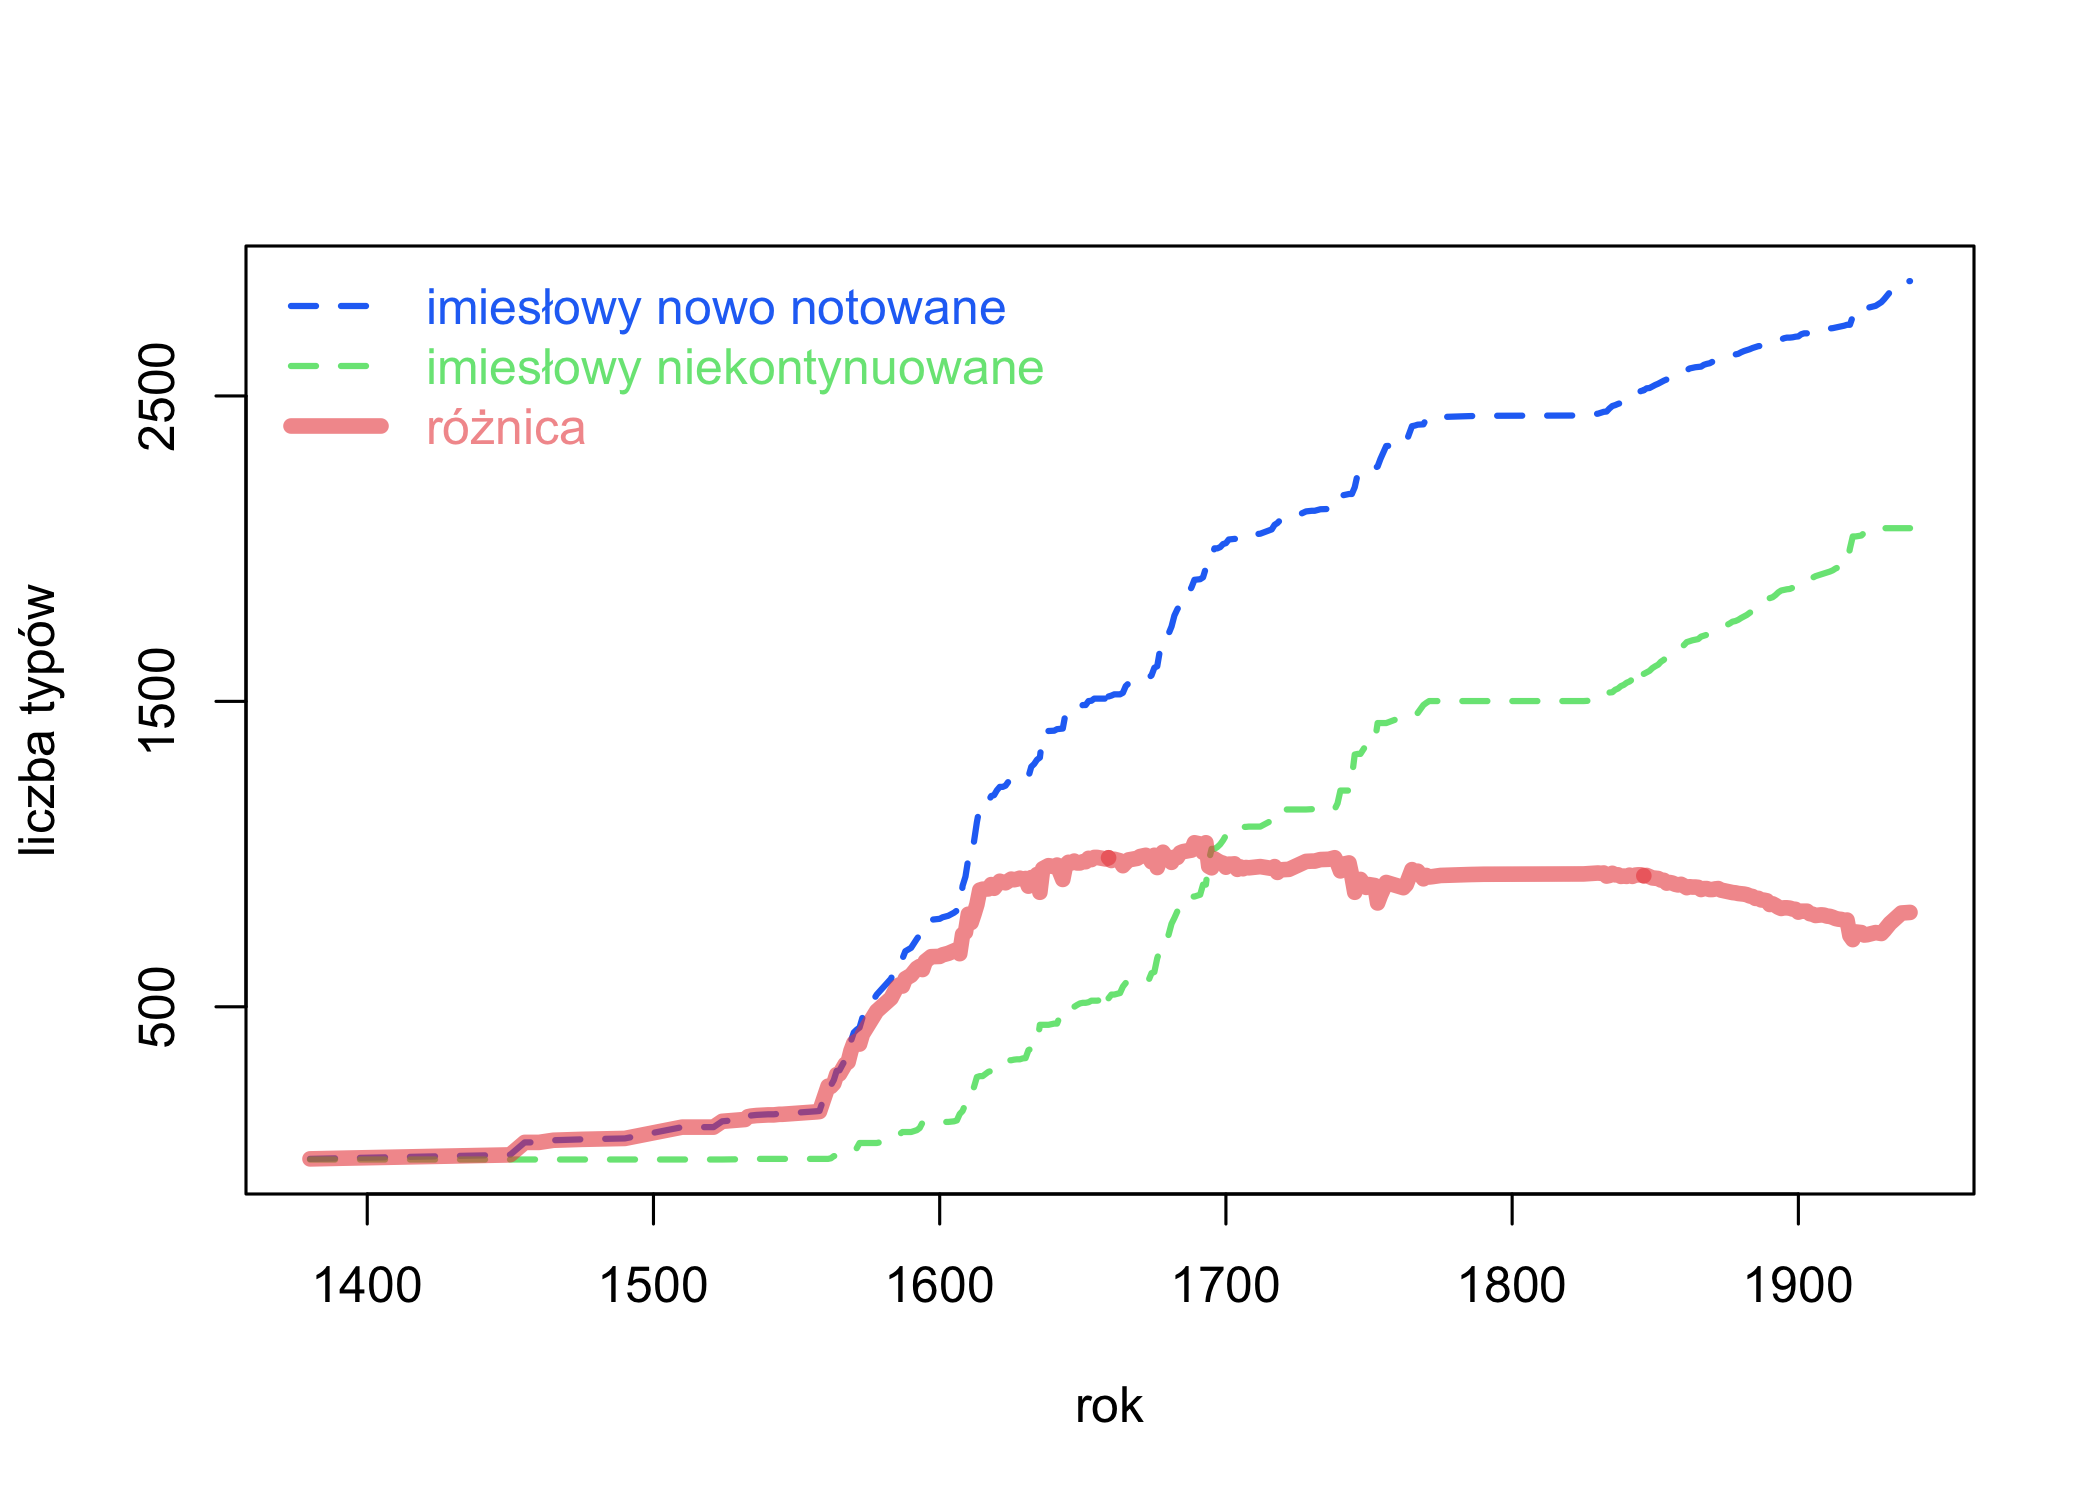 imiesłowy nowo notowane
imiesłowy niekontynuowane
różnica
2500
1500
500
liczba typów
1400 1500 1600 1700 1800 1900
rok